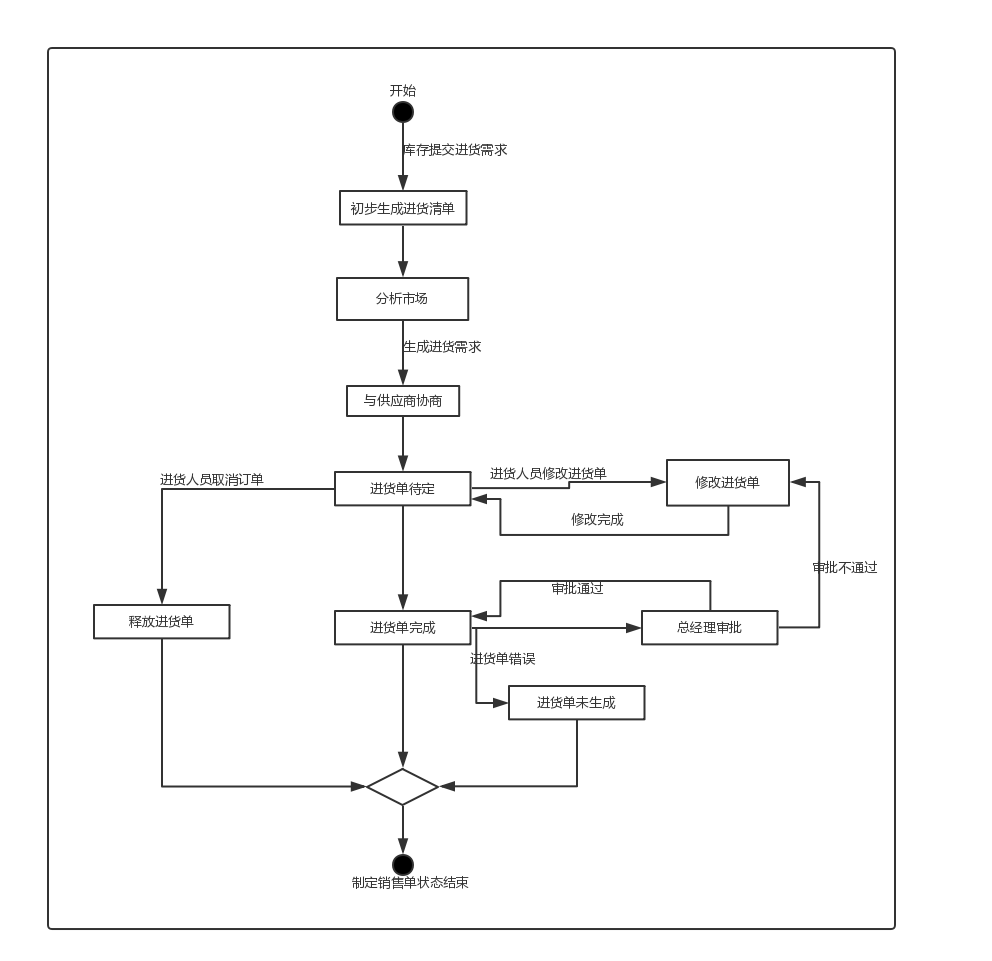 开始
库存提交进货需求
初步生成进货清单
分析市场
生成进货需求
与供应商协商
进货人员取消订单
进货单待定
进货人员修改进货单
修改进货单
修改完成
审批不通过
审批通过
释放进货单
进货单完成
总经理审批
进货单错误
进货单未生成
制定销售单状态结束